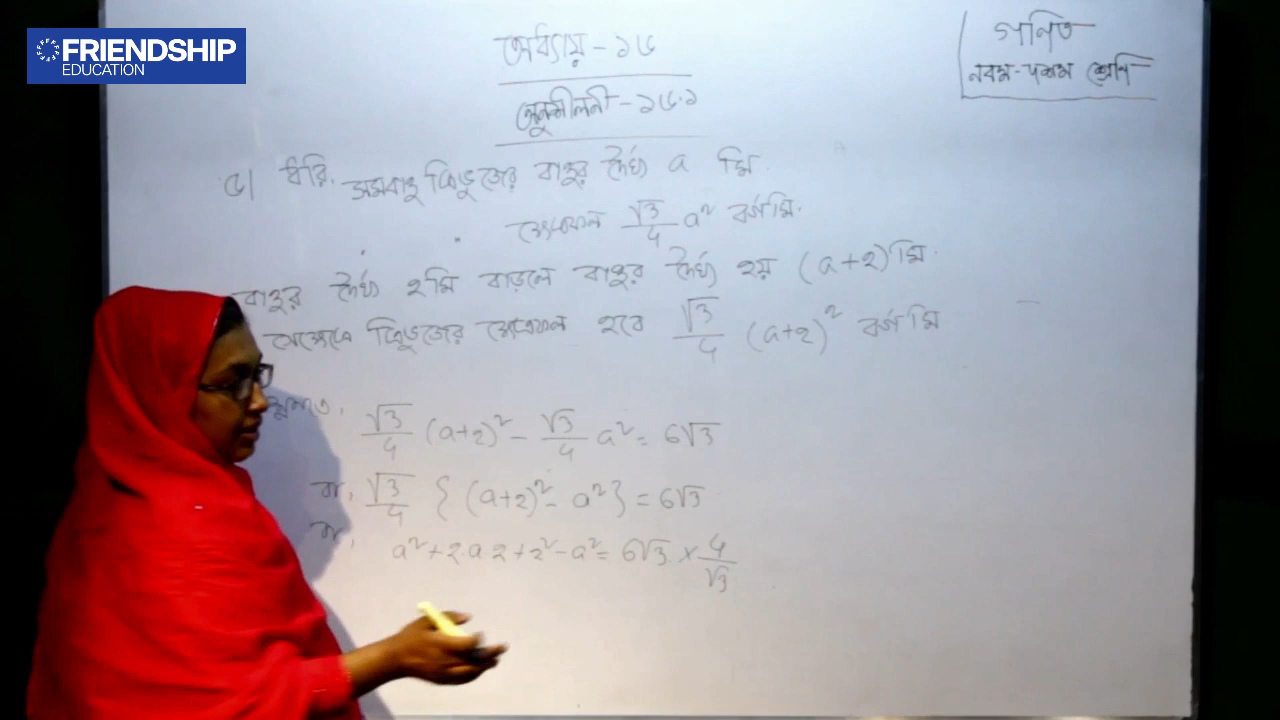 FRIENDSHIP
EDUCATION
অধ্যায় - ১৬
অনুশীলনী - ১৬.১
গণিত
নবম-দশম শ্রেণি
৫। ধরি, সমবাহু ত্রিভুজের বাহুর দৈর্ঘ্য a মি.
ক্ষেত্রফল √3/4 a² বর্গমি.
বাহুর দৈর্ঘ্য ২মি বাড়লে বাহুর দৈর্ঘ্য হয় (a+2) মি.
সেক্ষেত্রে ত্রিভুজের ক্ষেত্রফল হবে √3/4 (a+2)² বর্গমি
√3/4 (a+2)² - √3/4 a² = 6√3
বা, √3/4 { (a+2)² - a² } = 6√3
বা, a² + 2.a.2 + 2² - a² = 6√3 × 4/√3